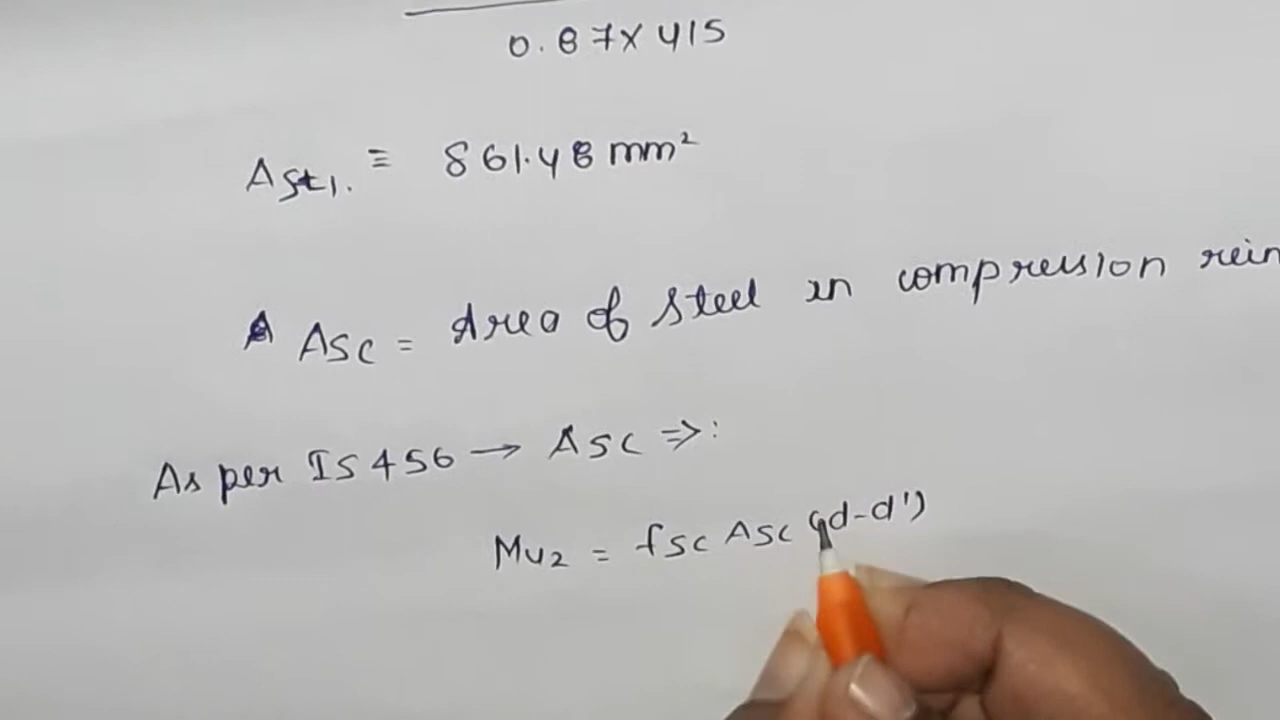 0.87x415
Ast1. = 861.48 mm²
A Asc = Area of steel in compression rein
As per IS 456 → Asc ⇒:
Mu2 = fsc Asc (d-d')